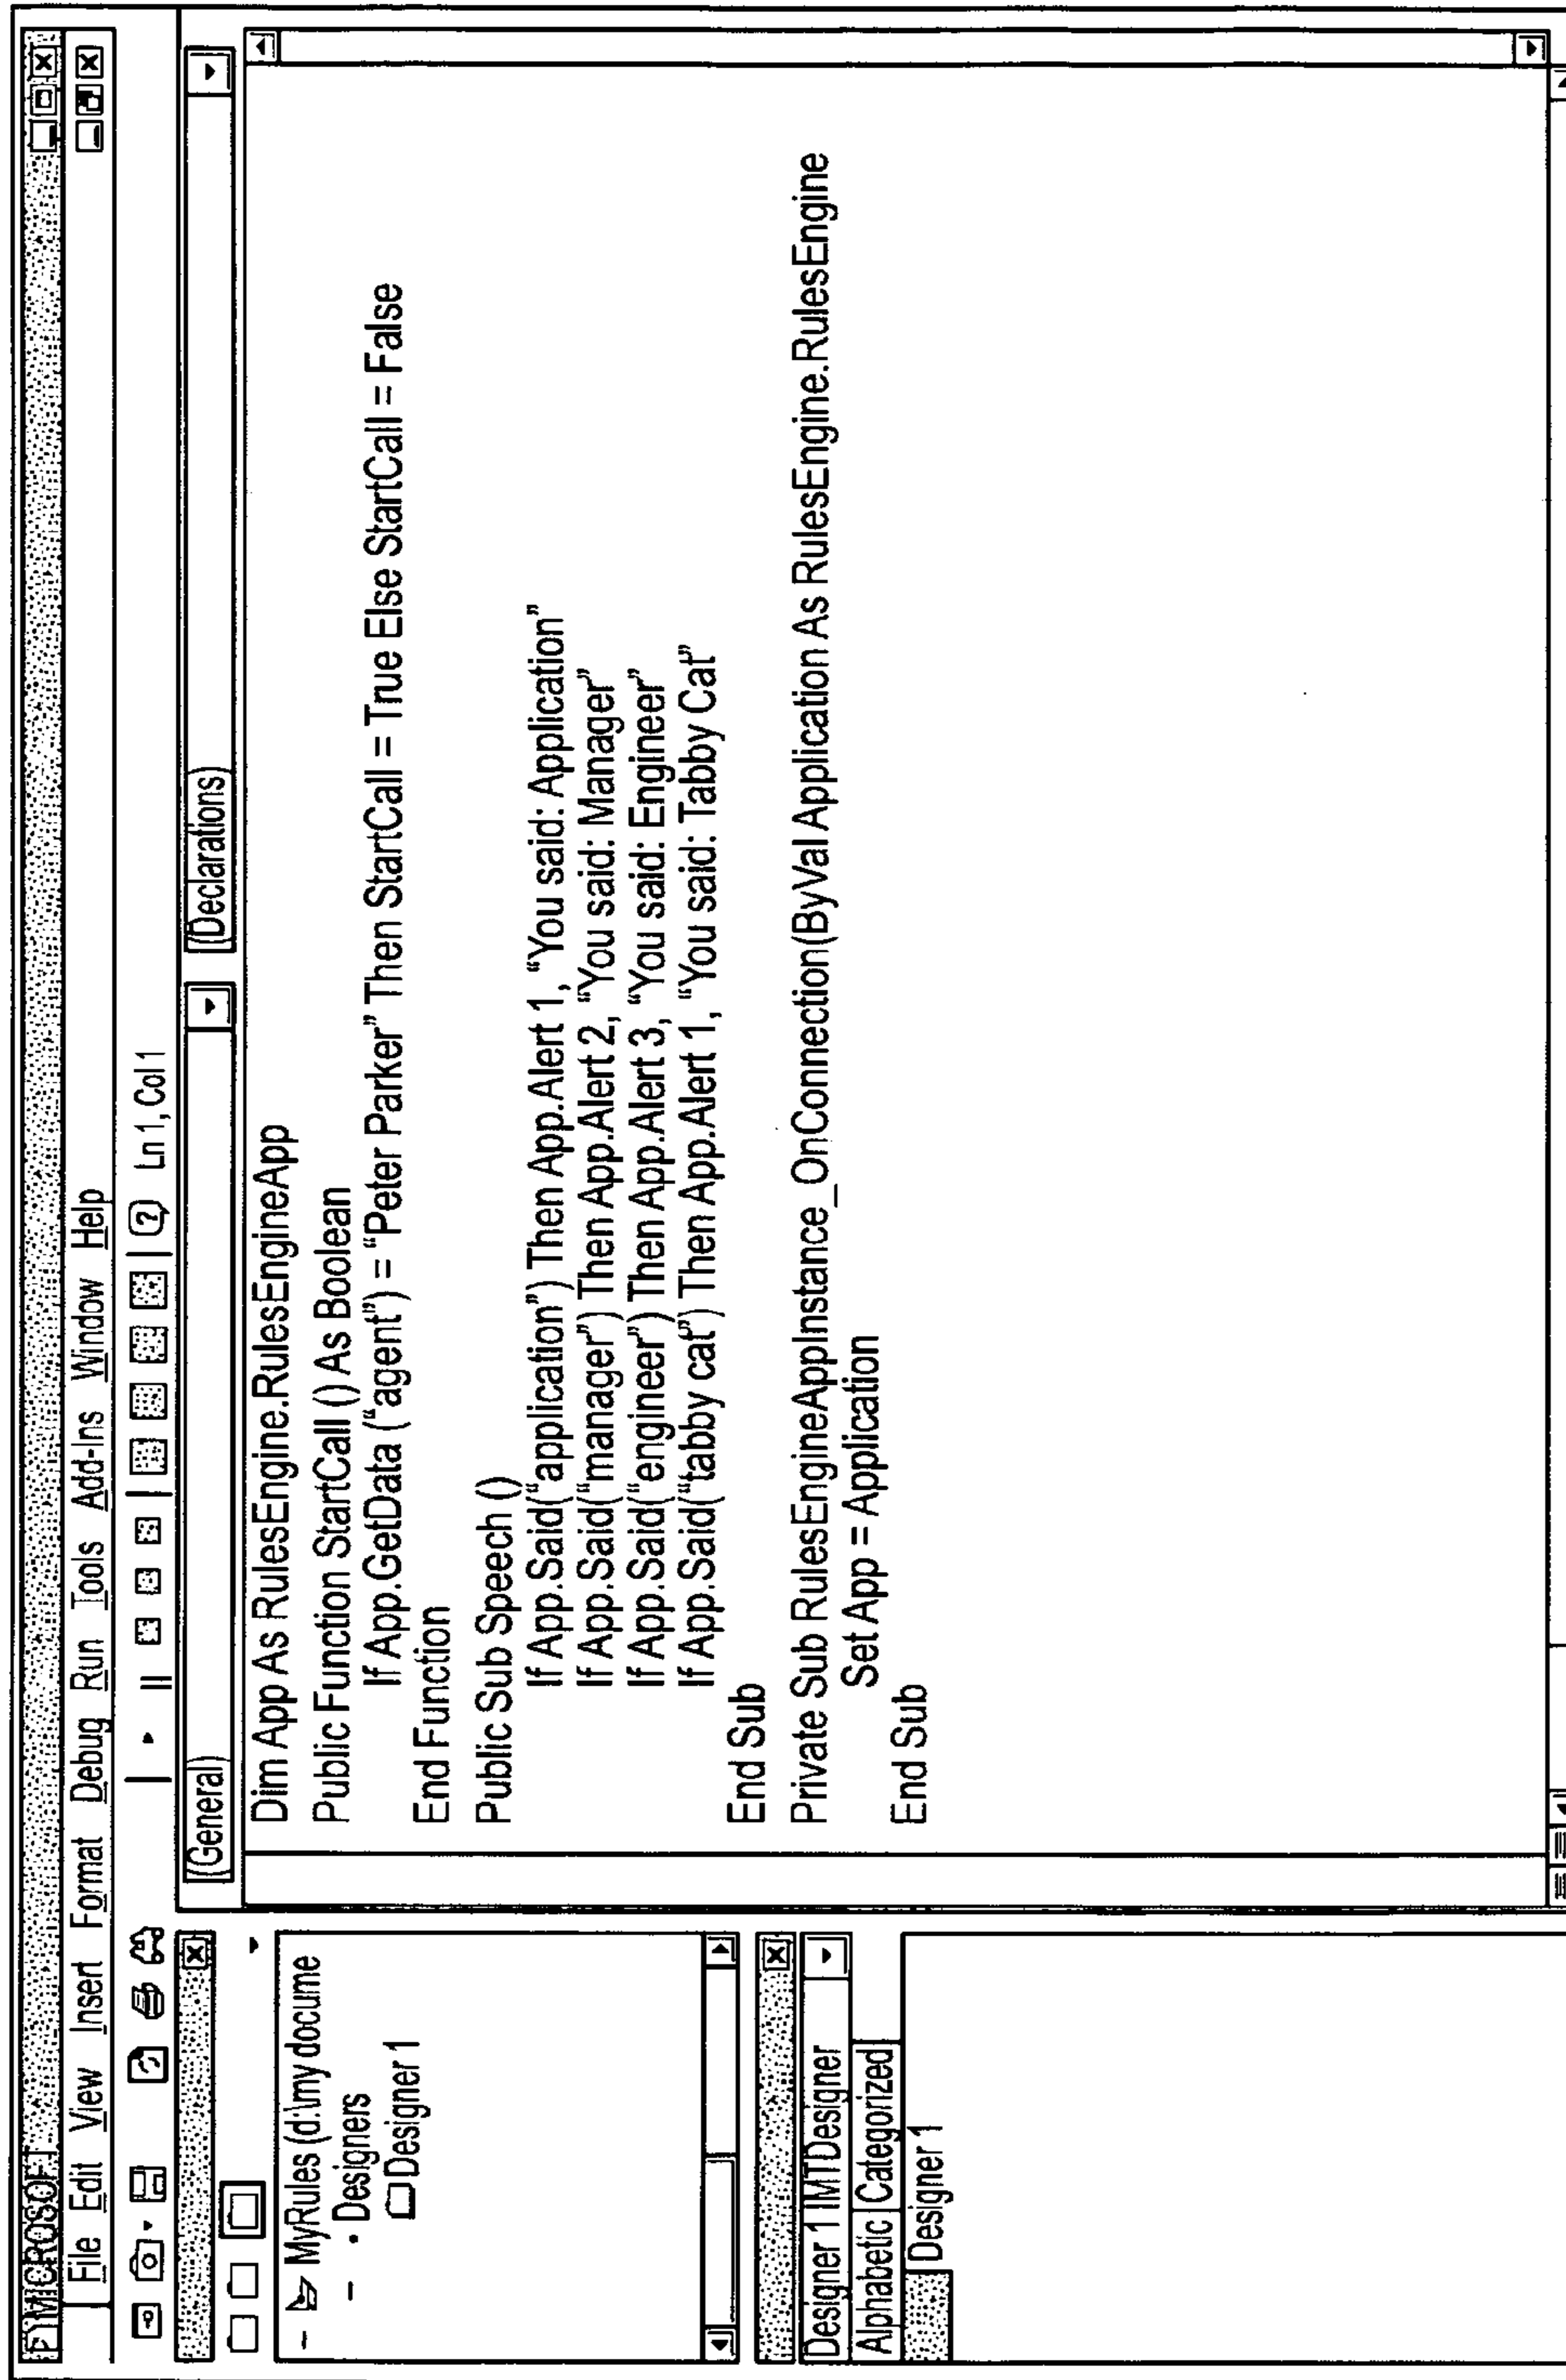 MICROSOFT
File Edit View Insert Format Debug Run Tools Add-Ins Window Help
Ln 1, Col 1
(General)
(Declarations)
MyRules (d:\my docume
Designers
Designer 1
Designer 1 IMTDesigner
Alphabetic Categorized
Designer 1
Dim App As RulesEngine.RulesEngineApp
Public Function StartCall () As Boolean
If App.GetData (“agent”) = “Peter Parker” Then StartCall = True Else StartCall = False
End Function
Public Sub Speech ()
If App.Said(“application”) Then App.Alert 1, “You said: Application”
If App.Said(“manager”) Then App.Alert 2, “You said: Manager”
If App.Said(“engineer”) Then App.Alert 3, “You said: Engineer”
If App.Said(“tabby cat”) Then App.Alert 1, “You said: Tabby Cat”
End Sub
Private Sub RulesEngineAppInstance_OnConnection(ByVal Application As RulesEngine.RulesEngine
Set App = Application
End Sub